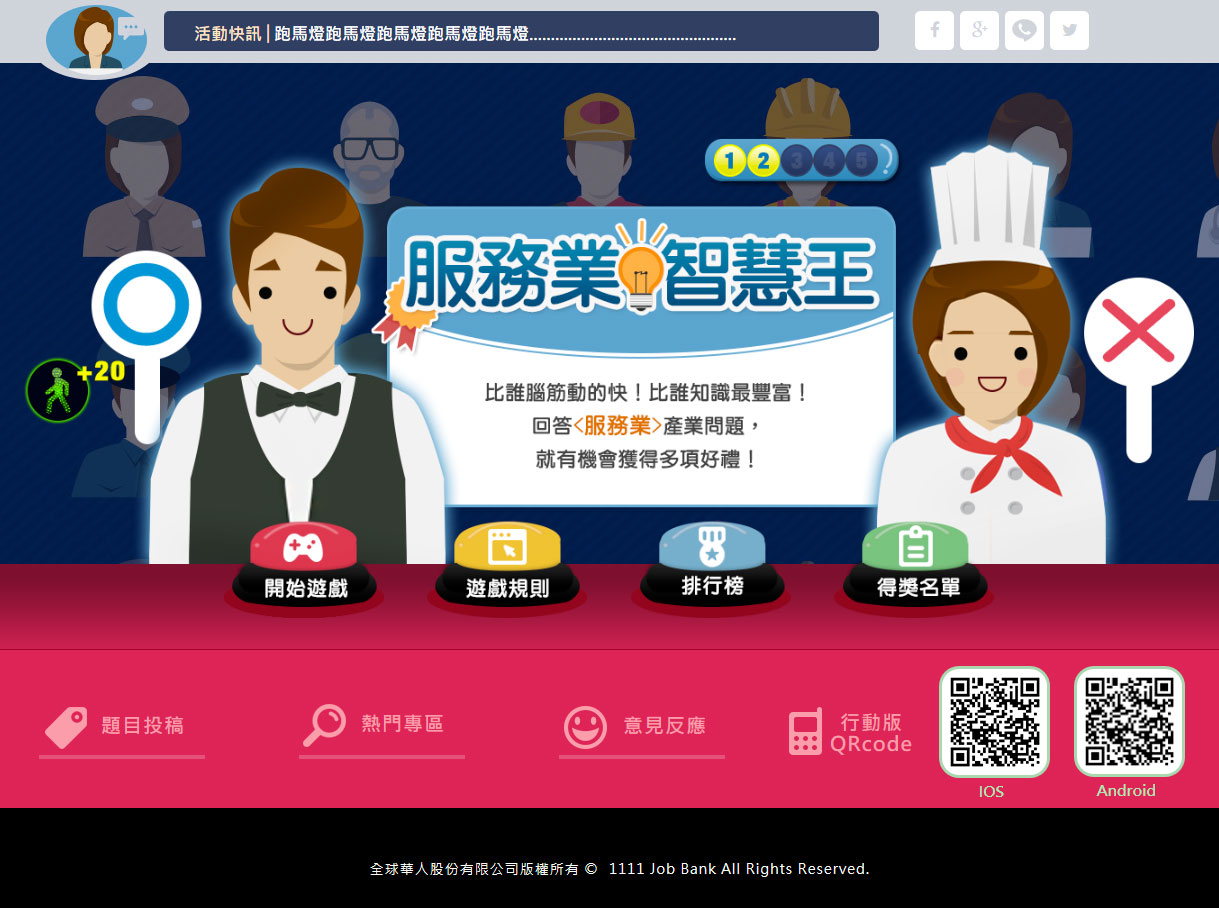 活動快訊 | 跑馬燈跑馬燈跑馬燈跑馬燈跑馬燈................................................
1 2 3 4 5
服務業智慧王
+20
比誰腦筋動的快！比誰知識最豐富！
回答<服務業>產業問題，
就有機會獲得多項好禮！
開始遊戲
遊戲規則
排行榜
得獎名單
題目投稿
熱門專區
意見反應
行動版
QRcode
IOS
Android
全球華人股份有限公司版權所有 © 1111 Job Bank All Rights Reserved.